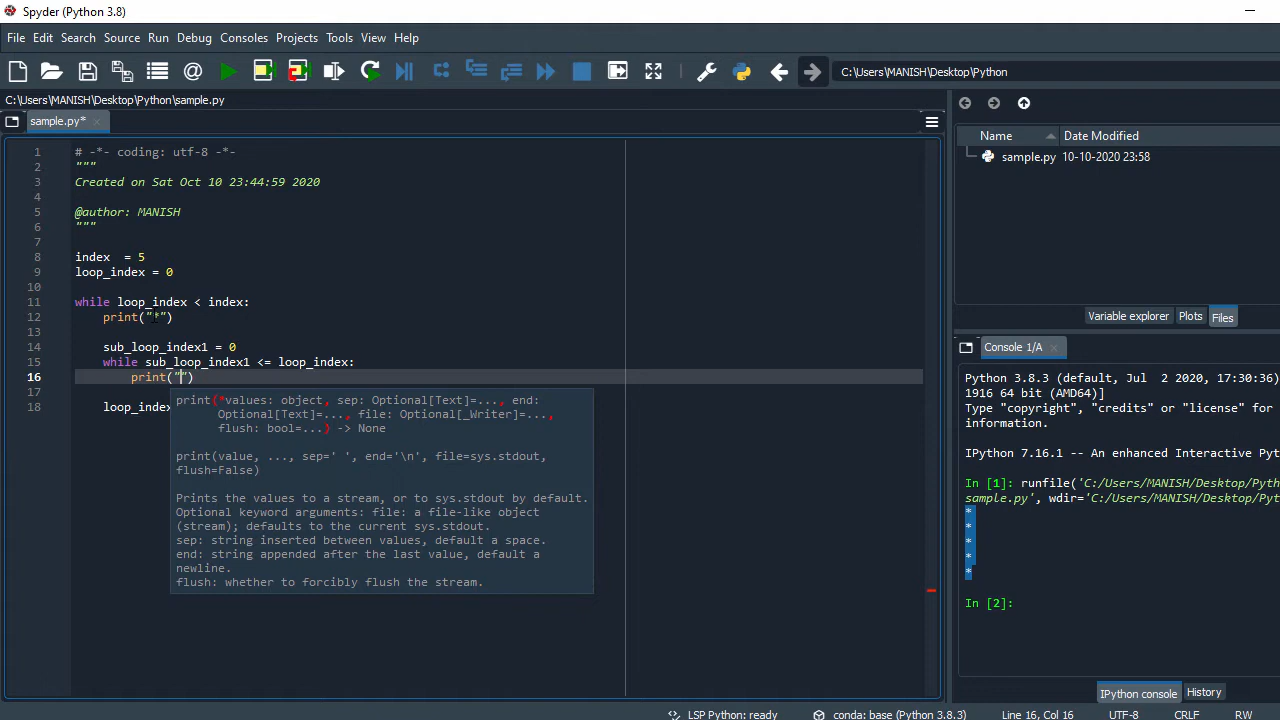 Spyder (Python 3.8)
File Edit Search Source Run Debug Consoles Projects Tools View Help
C:\Users\MANISH\Desktop\Python
C:\Users\MANISH\Desktop\Python\sample.py
sample.py*
1 # -*- coding: utf-8 -*-
2 """
3 Created on Sat Oct 10 23:44:59 2020
4
5 @author: MANISH
6 """
7
8 index  = 5
9 loop_index = 0
10
11 while loop_index < index:
12     print("*")
13
14     sub_loop_index1 = 0
15     while sub_loop_index1 <= loop_index:
16         print("")
17
18     loop_index
print(*values: object, sep: Optional[Text]=..., end:
Optional[Text]=..., file: Optional[_Writer]=...,
flush: bool=...) -> None
print(value, ..., sep=' ', end='\n', file=sys.stdout,
flush=False)
Prints the values to a stream, or to sys.stdout by default.
Optional keyword arguments: file: a file-like object
(stream); defaults to the current sys.stdout.
sep: string inserted between values, default a space.
end: string appended after the last value, default a
newline.
flush: whether to forcibly flush the stream.
Name Date Modified
sample.py 10-10-2020 23:58
Variable explorer Plots Files
Console 1/A
Python 3.8.3 (default, Jul  2 2020, 17:30:36)
1916 64 bit (AMD64)]
Type "copyright", "credits" or "license" for
information.
IPython 7.16.1 -- An enhanced Interactive Pyt
In [1]: runfile('C:/Users/MANISH/Desktop/Pyth
sample.py', wdir='C:/Users/MANISH/Desktop/Pyt
*
*
*
*
*
In [2]:
IPython console History
LSP Python: ready conda: base (Python 3.8.3) Line 16, Col 16 UTF-8 CRLF RW